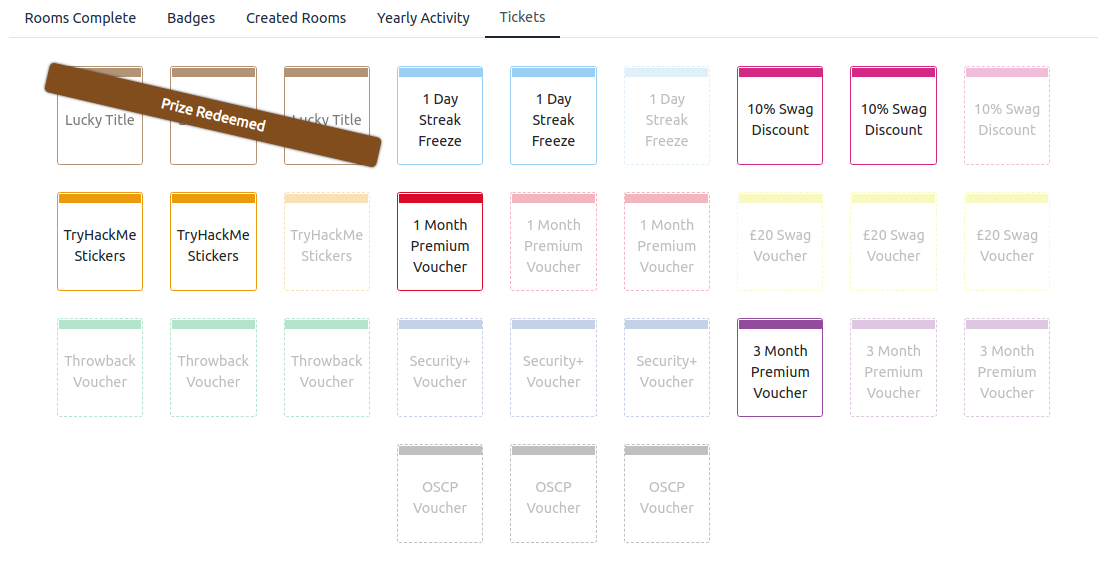 Rooms Complete Badges Created Rooms Yearly Activity Tickets
Prize Redeemed
Lucky Title
Lucky Title
1 Day
Streak
Freeze
1 Day
Streak
Freeze
1 Day
Streak
Freeze
10% Swag
Discount
10% Swag
Discount
10% Swag
Discount
TryHackMe
Stickers
TryHackMe
Stickers
TryHackMe
Stickers
1 Month
Premium
Voucher
1 Month
Premium
Voucher
1 Month
Premium
Voucher
£20 Swag
Voucher
£20 Swag
Voucher
£20 Swag
Voucher
Throwback
Voucher
Throwback
Voucher
Throwback
Voucher
Security+
Voucher
Security+
Voucher
Security+
Voucher
3 Month
Premium
Voucher
3 Month
Premium
Voucher
3 Month
Premium
Voucher
OSCP
Voucher
OSCP
Voucher
OSCP
Voucher